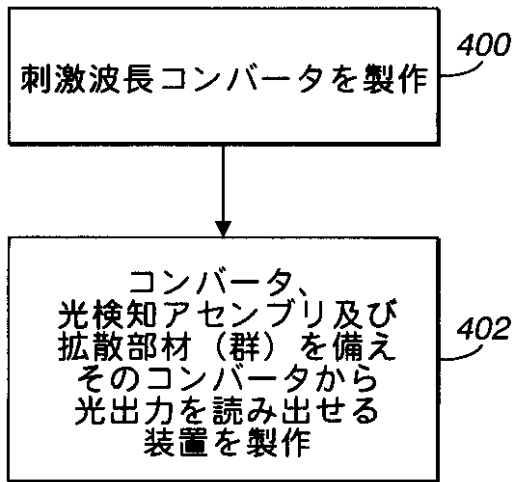 刺激波長コンバータを製作
400
コンバータ、
光検知アセンブリ及び
拡散部材（群）を備え
そのコンバータから
光出力を読み出せる
装置を製作
402